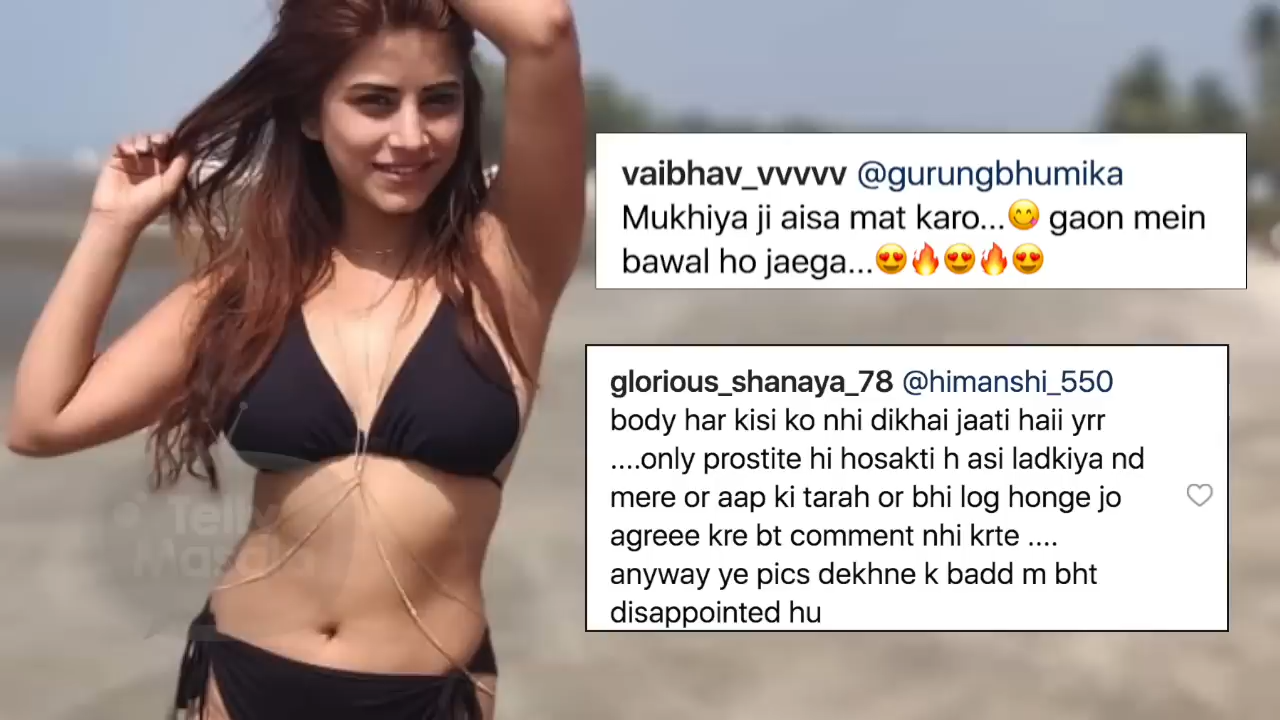 vaibhav_vvvvv @gurungbhumika
Mukhiya ji aisa mat karo...😋 gaon mein
bawal ho jaega...😍🔥😍🔥😍
glorious_shanaya_78 @himanshi_550
body har kisi ko nhi dikhai jaati haii yrr
....only prostite hi hosakti h asi ladkiya nd
mere or aap ki tarah or bhi log honge jo
agreee kre bt comment nhi krte ....
anyway ye pics dekhne k badd m bht
disappointed hu
Telly
Masala